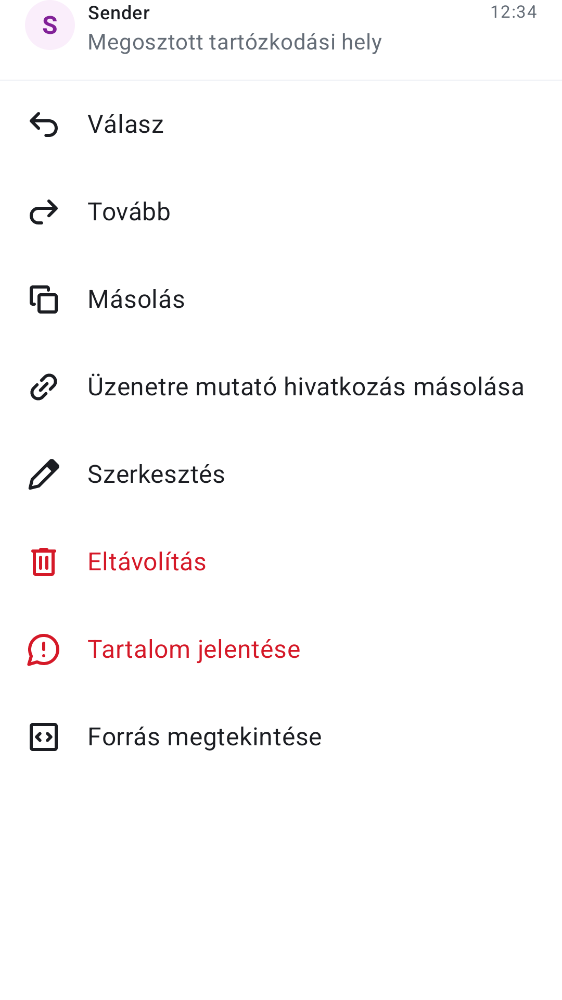 S
Sender
12:34
Megosztott tartózkodási hely
Válasz
Tovább
Másolás
Üzenetre mutató hivatkozás másolása
Szerkesztés
Eltávolítás
Tartalom jelentése
Forrás megtekintése